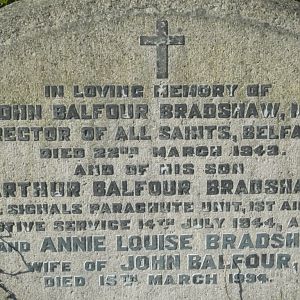 IN LOVING MEMORY OF
JOHN BALFOUR BRADSHAW,
RECTOR OF ALL SAINTS, BELFA
DIED 22ND MARCH 1943.
AND OF HIS SON
ARTHUR BALFOUR BRADSHA
SIGNALS PARACHUTE UNIT, 1ST AI
TIVE SERVICE 14TH JULY 1944, A
AND ANNIE LOUISE BRADSH
WIFE OF JOHN BALFOUR,
DIED 15TH MARCH 1994.